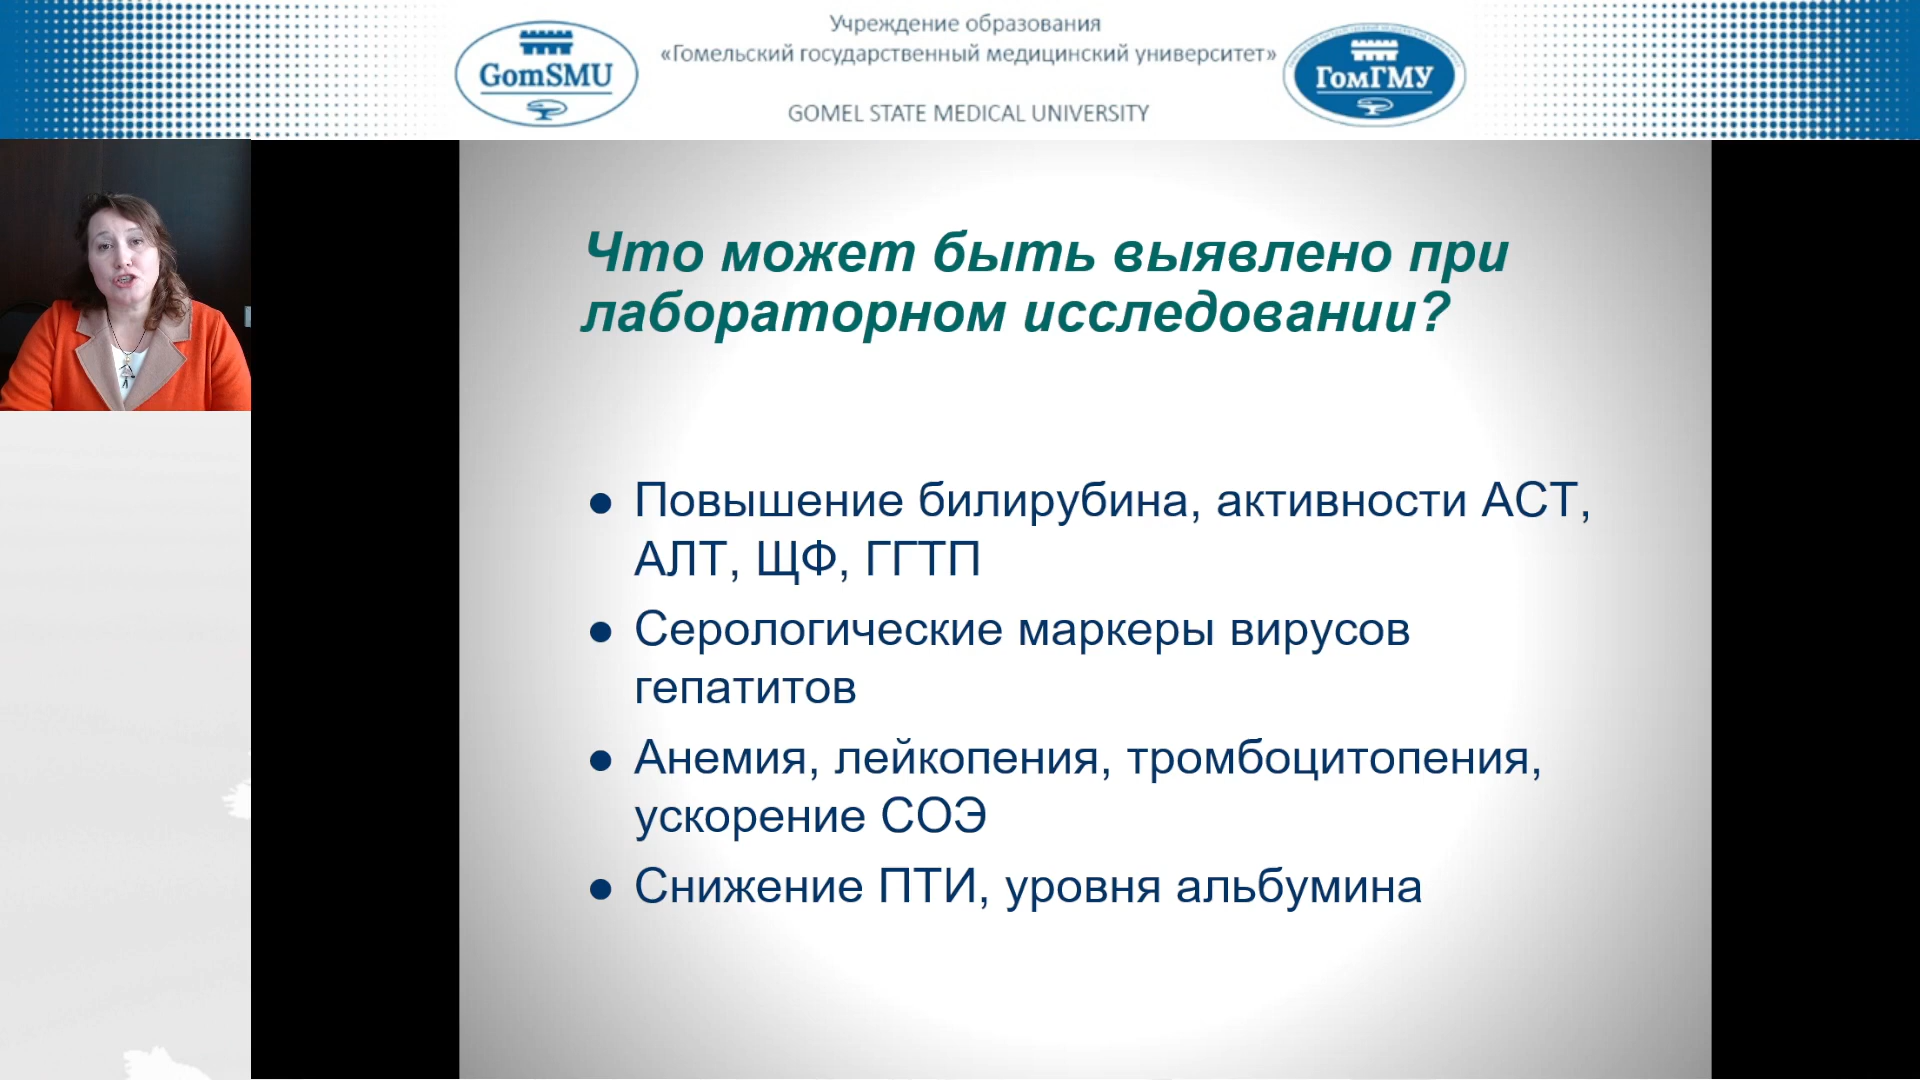 Учреждение образования
«Гомельский государственный медицинский университет»
GomSMU
ГомГМУ
GOMEL STATE MEDICAL UNIVERSITY
Что может быть выявлено при
лабораторном исследовании?
● Повышение билирубина, активности АСТ,
АЛТ, ЩФ, ГГТП
● Серологические маркеры вирусов
гепатитов
● Анемия, лейкопения, тромбоцитопения,
ускорение СОЭ
● Снижение ПТИ, уровня альбумина